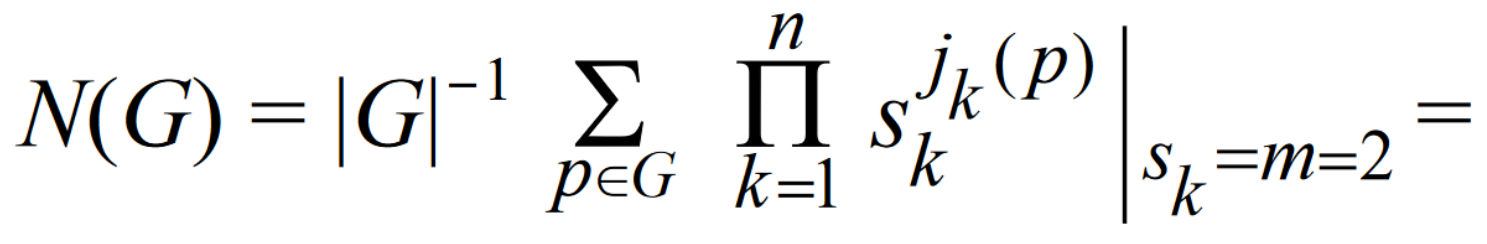 N(G) = |G|⁻¹ ∑_{p∈G} ∏_{k=1}^{n} s_k^{j_k(p)} |_{s_k=m=2} =